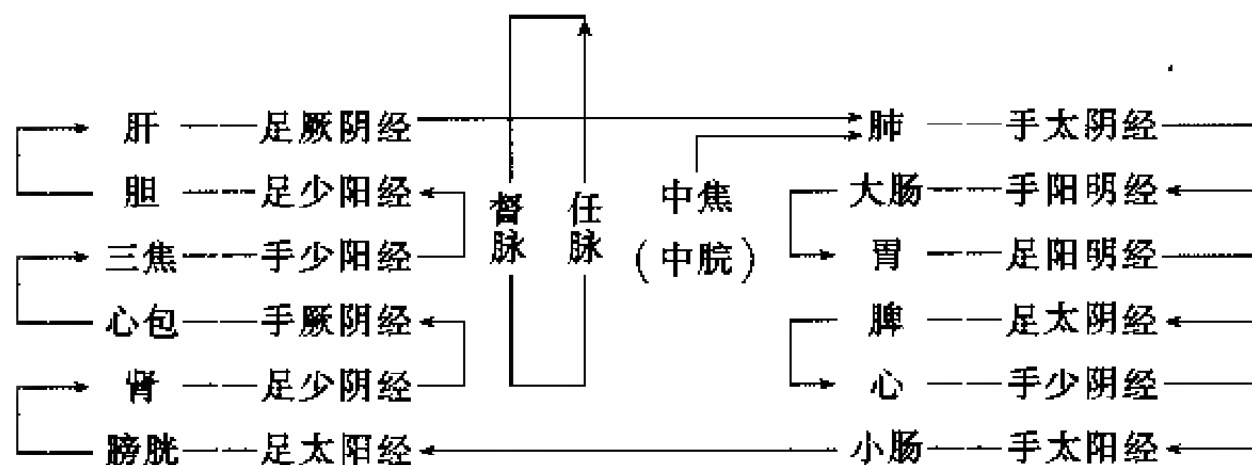 肝——足厥阴经
胆——足少阳经
三焦——手少阳经
心包——手厥阴经
肾——足少阴经
膀胱——足太阳经
督脉
任脉
中焦
(中脘)
肺——手太阴经
大肠——手阳明经
胃——足阳明经
脾——足太阴经
心——手少阴经
小肠——手太阳经